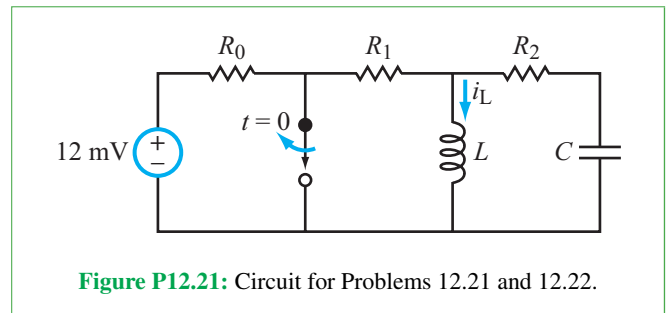 R0 R1 R2
iL
t = 0
12 mV + − L C
Figure P12.21: Circuit for Problems 12.21 and 12.22.